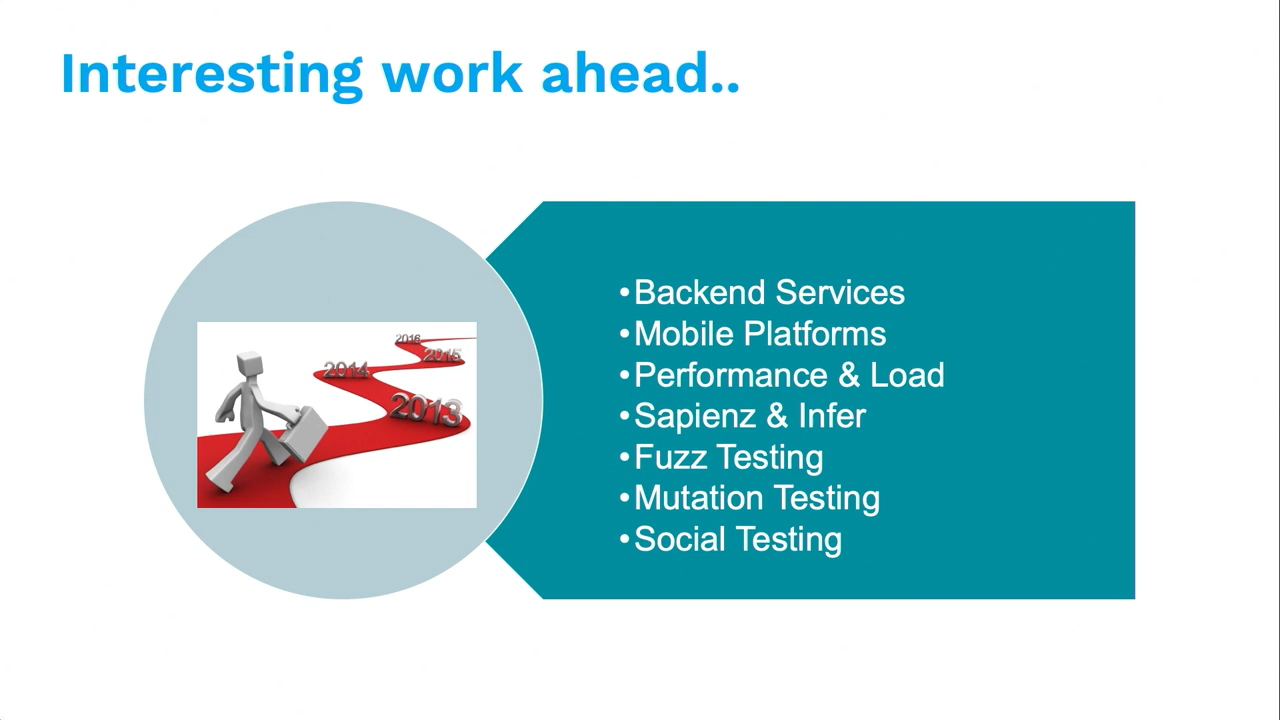 Interesting work ahead..
2016
2015
2014
2013
•Backend Services
•Mobile Platforms
•Performance & Load
•Sapienz & Infer
•Fuzz Testing
•Mutation Testing
•Social Testing